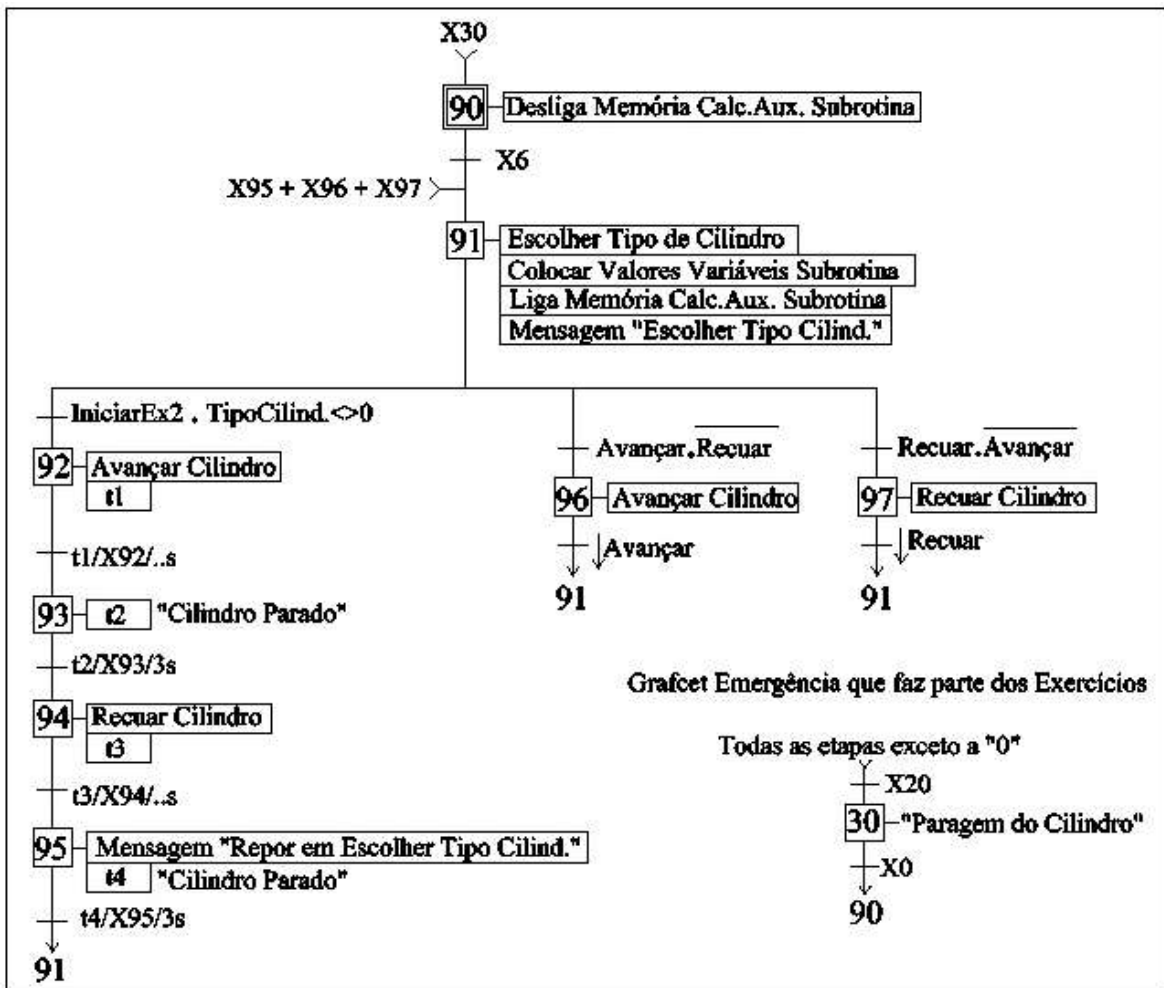 X30
90 Desliga Memória Calc.Aux. Subrotina
X6
X95 + X96 + X97
91 Escolher Tipo de Cilindro
Colocar Valores Variáveis Subrotina
Liga Memória Calc.Aux. Subrotina
Mensagem "Escolher Tipo Cilind."
IniciarEx2 . TipoCilind.<>0
92 Avançar Cilindro
t1
t1/X92/..s
93 t2 "Cilindro Parado"
t2/X93/3s
94 Recuar Cilindro
t3
t3/X94/..s
95 Mensagem "Repor em Escolher Tipo Cilind."
t4 "Cilindro Parado"
t4/X95/3s
91
Avançar.Recuar
96 Avançar Cilindro
Avançar
91
Recuar.Avançar
97 Recuar Cilindro
Recuar
91
Grafcet Emergência que faz parte dos Exercícios
Todas as etapas exceto a "0"
X20
30 "Paragem do Cilindro"
X0
90